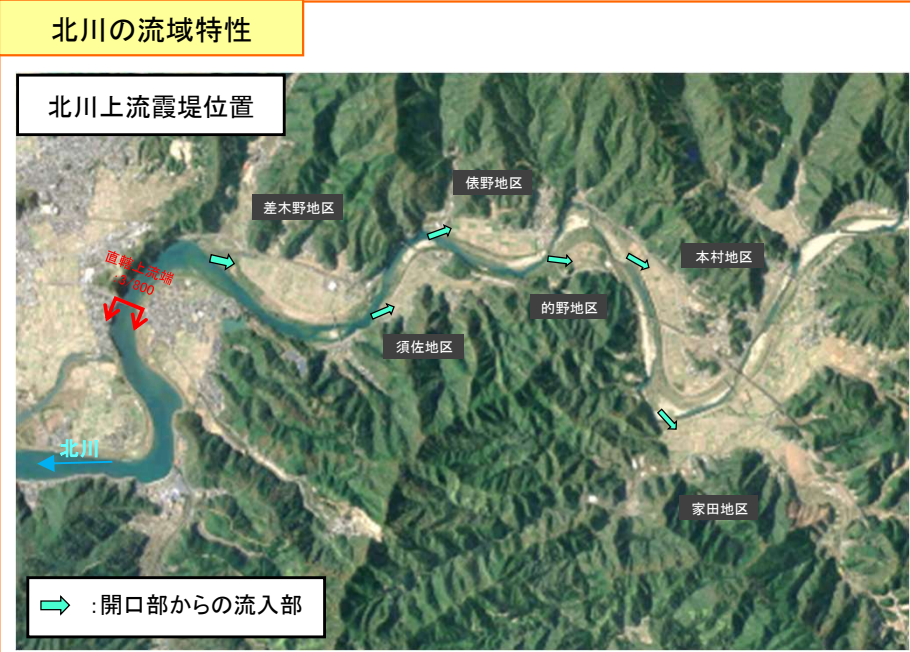 北川の流域特性
北川上流霞堤位置
俵野地区
差木野地区
本村地区
直轄上流端
的野地区
須佐地区
北川
家田地区
:開口部からの流入部